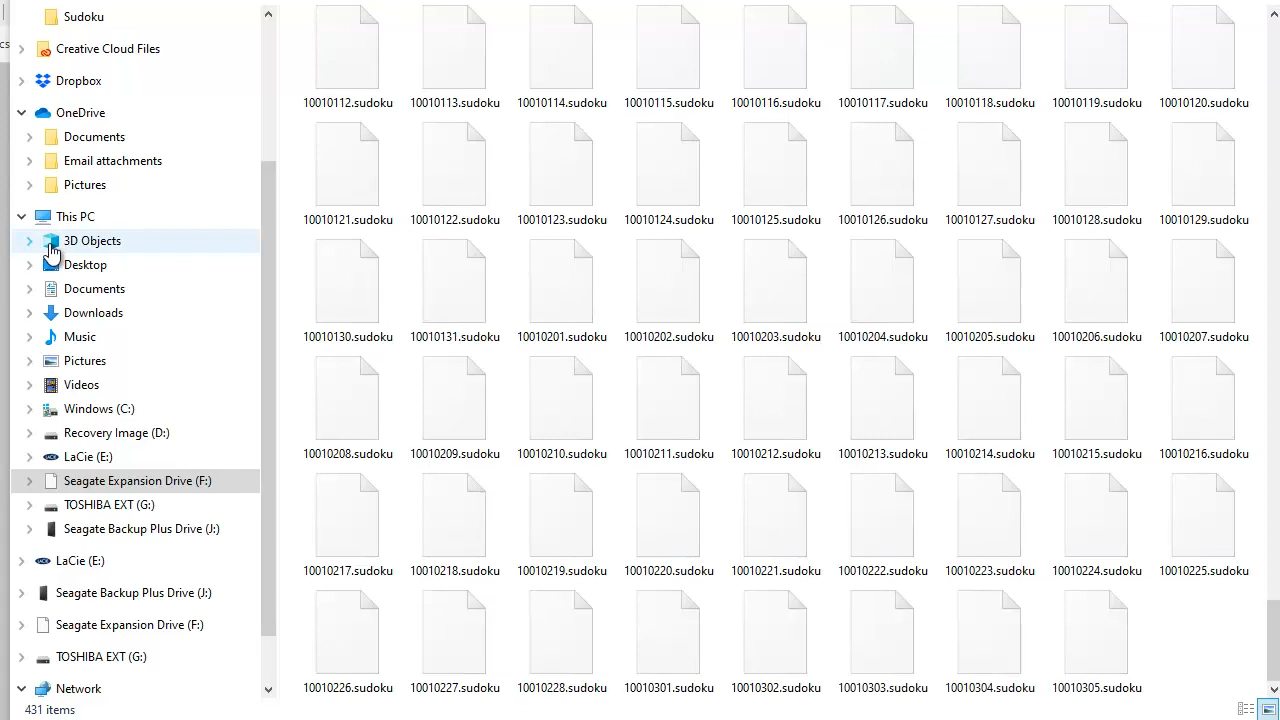 Sudoku
Creative Cloud Files
Dropbox
OneDrive
Documents
Email attachments
Pictures
This PC
3D Objects
Desktop
Documents
Downloads
Music
Pictures
Videos
Windows (C:)
Recovery Image (D:)
LaCie (E:)
Seagate Expansion Drive (F:)
TOSHIBA EXT (G:)
Seagate Backup Plus Drive (J:)
LaCie (E:)
Seagate Backup Plus Drive (J:)
Seagate Expansion Drive (F:)
TOSHIBA EXT (G:)
Network
431 items
10010112.sudoku 10010113.sudoku 10010114.sudoku 10010115.sudoku 10010116.sudoku 10010117.sudoku 10010118.sudoku 10010119.sudoku 10010120.sudoku
10010121.sudoku 10010122.sudoku 10010123.sudoku 10010124.sudoku 10010125.sudoku 10010126.sudoku 10010127.sudoku 10010128.sudoku 10010129.sudoku
10010130.sudoku 10010131.sudoku 10010201.sudoku 10010202.sudoku 10010203.sudoku 10010204.sudoku 10010205.sudoku 10010206.sudoku 10010207.sudoku
10010208.sudoku 10010209.sudoku 10010210.sudoku 10010211.sudoku 10010212.sudoku 10010213.sudoku 10010214.sudoku 10010215.sudoku 10010216.sudoku
10010217.sudoku 10010218.sudoku 10010219.sudoku 10010220.sudoku 10010221.sudoku 10010222.sudoku 10010223.sudoku 10010224.sudoku 10010225.sudoku
10010226.sudoku 10010227.sudoku 10010228.sudoku 10010301.sudoku 10010302.sudoku 10010303.sudoku 10010304.sudoku 10010305.sudoku